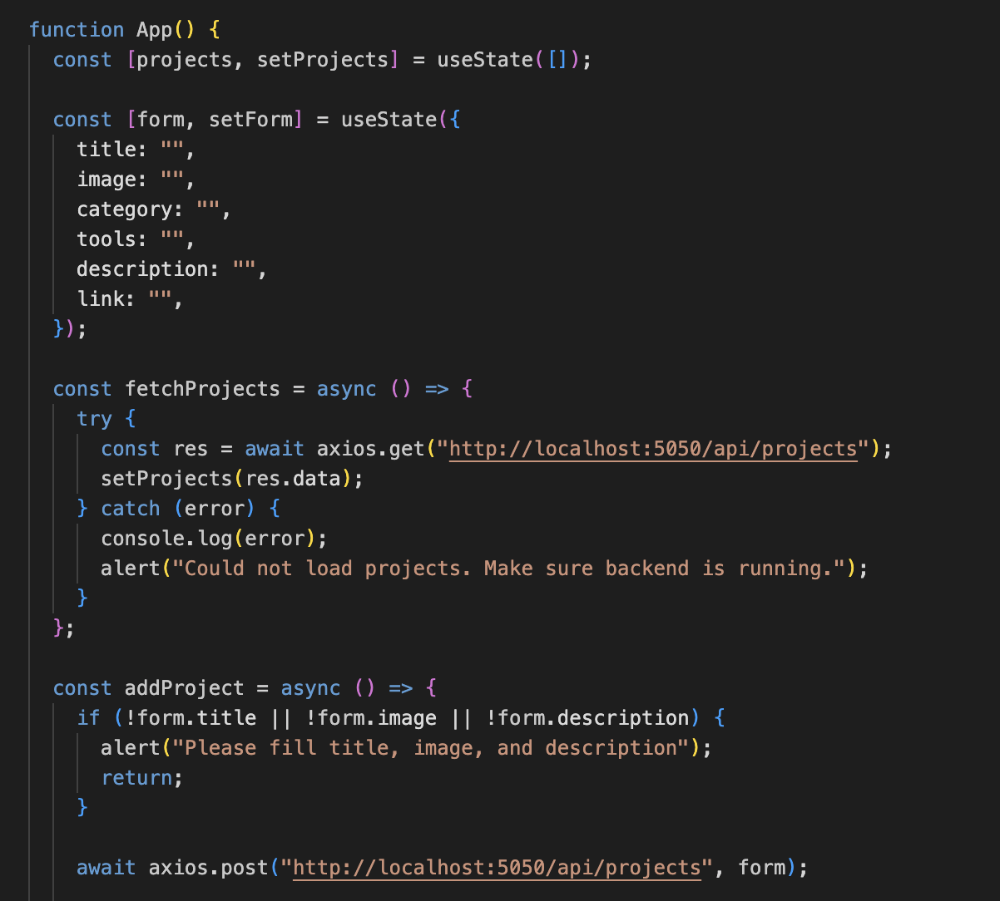 function App() {
  const [projects, setProjects] = useState([]);

  const [form, setForm] = useState({
    title: "",
    image: "",
    category: "",
    tools: "",
    description: "",
    link: "",
  });

  const fetchProjects = async () => {
    try {
      const res = await axios.get("http://localhost:5050/api/projects");
      setProjects(res.data);
    } catch (error) {
      console.log(error);
      alert("Could not load projects. Make sure backend is running.");
    }
  };

  const addProject = async () => {
    if (!form.title || !form.image || !form.description) {
      alert("Please fill title, image, and description");
      return;
    }

    await axios.post("http://localhost:5050/api/projects", form);